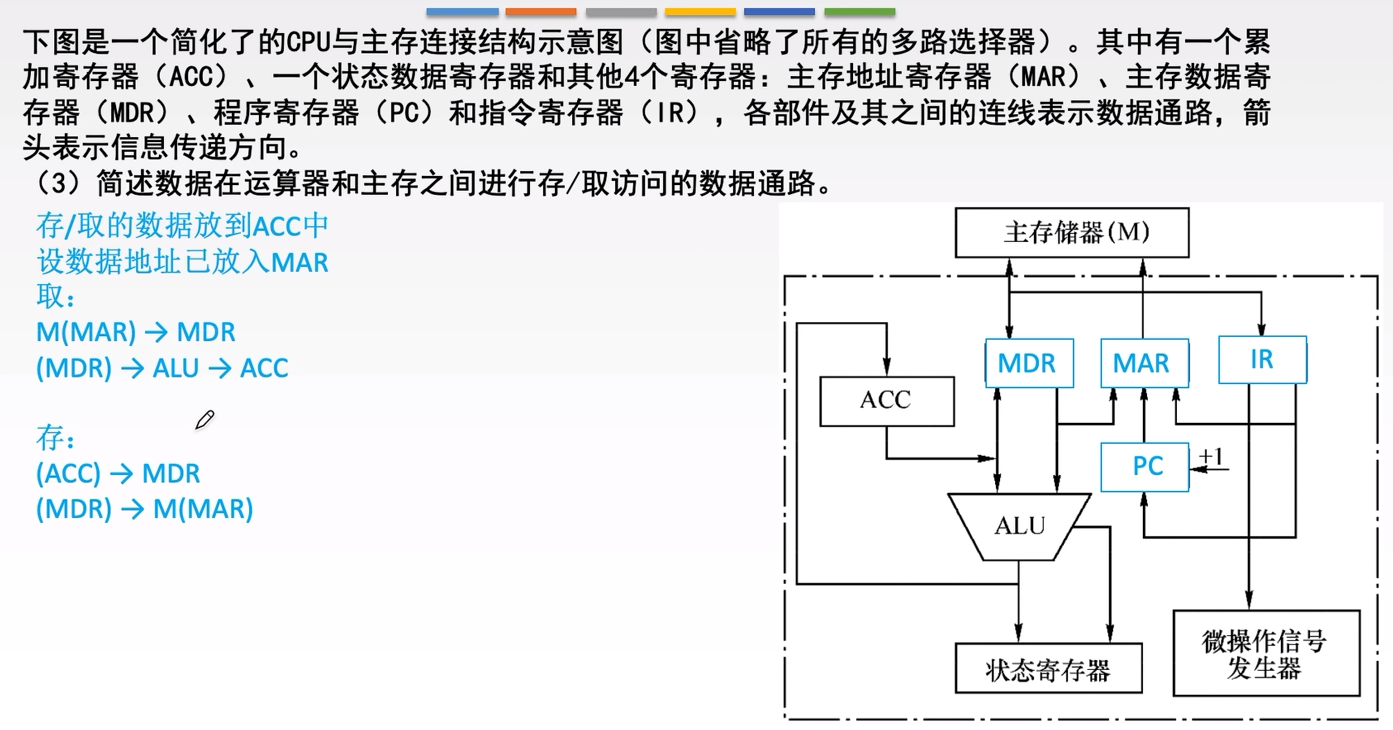 下图是一个简化了的CPU与主存连接结构示意图（图中省略了所有的多路选择器）。其中有一个累
加寄存器（ACC）、一个状态数据寄存器和其他4个寄存器：主存地址寄存器（MAR）、主存数据寄
存器（MDR）、程序寄存器（PC）和指令寄存器（IR），各部件及其之间的连线表示数据通路，箭
头表示信息传递方向。
（3）简述数据在运算器和主存之间进行存/取访问的数据通路。
存/取的数据放到ACC中
设数据地址已放入MAR
取：
M(MAR) → MDR
(MDR) → ALU → ACC
存：
(ACC) → MDR
(MDR) → M(MAR)
主存储器(M)
MDR
MAR
IR
ACC
PC
+1
ALU
状态寄存器
微操作信号
发生器